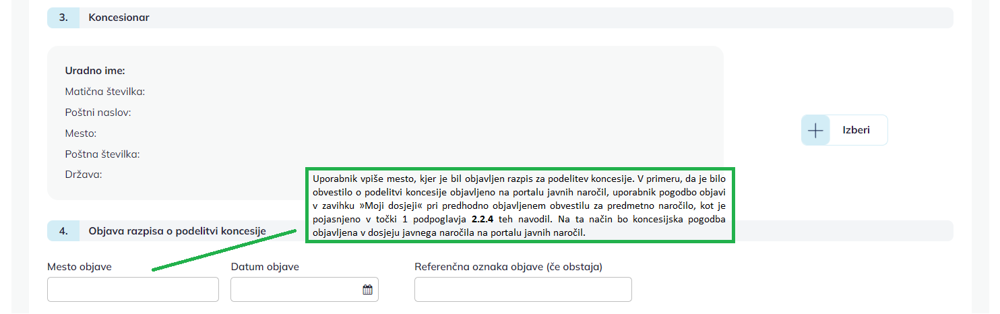 3. Koncesionar
Uradno ime:
Matična številka:
Poštni naslov:
Mesto:
Poštna številka:
Država:
Izberi
Uporabnik vpiše mesto, kjer je bil objavljen razpis za podelitev koncesije. V primeru, da je bilo
obvestilo o podelitvi koncesije objavljeno na portalu javnih naročil, uporabnik pogodbo objavi
v zavihku »Moji dosjeji« pri predhodno objavljenem obvestilu za predmetno naročilo, kot je
pojasnjeno v točki 1 podpoglavja 2.2.4 teh navodil. Na ta način bo koncesijska pogodba
objavljena v dosjeju javnega naročila na portalu javnih naročil.
4. Objava razpisa o podelitvi koncesije
Mesto objave Datum objave Referenčna oznaka objave (če obstaja)